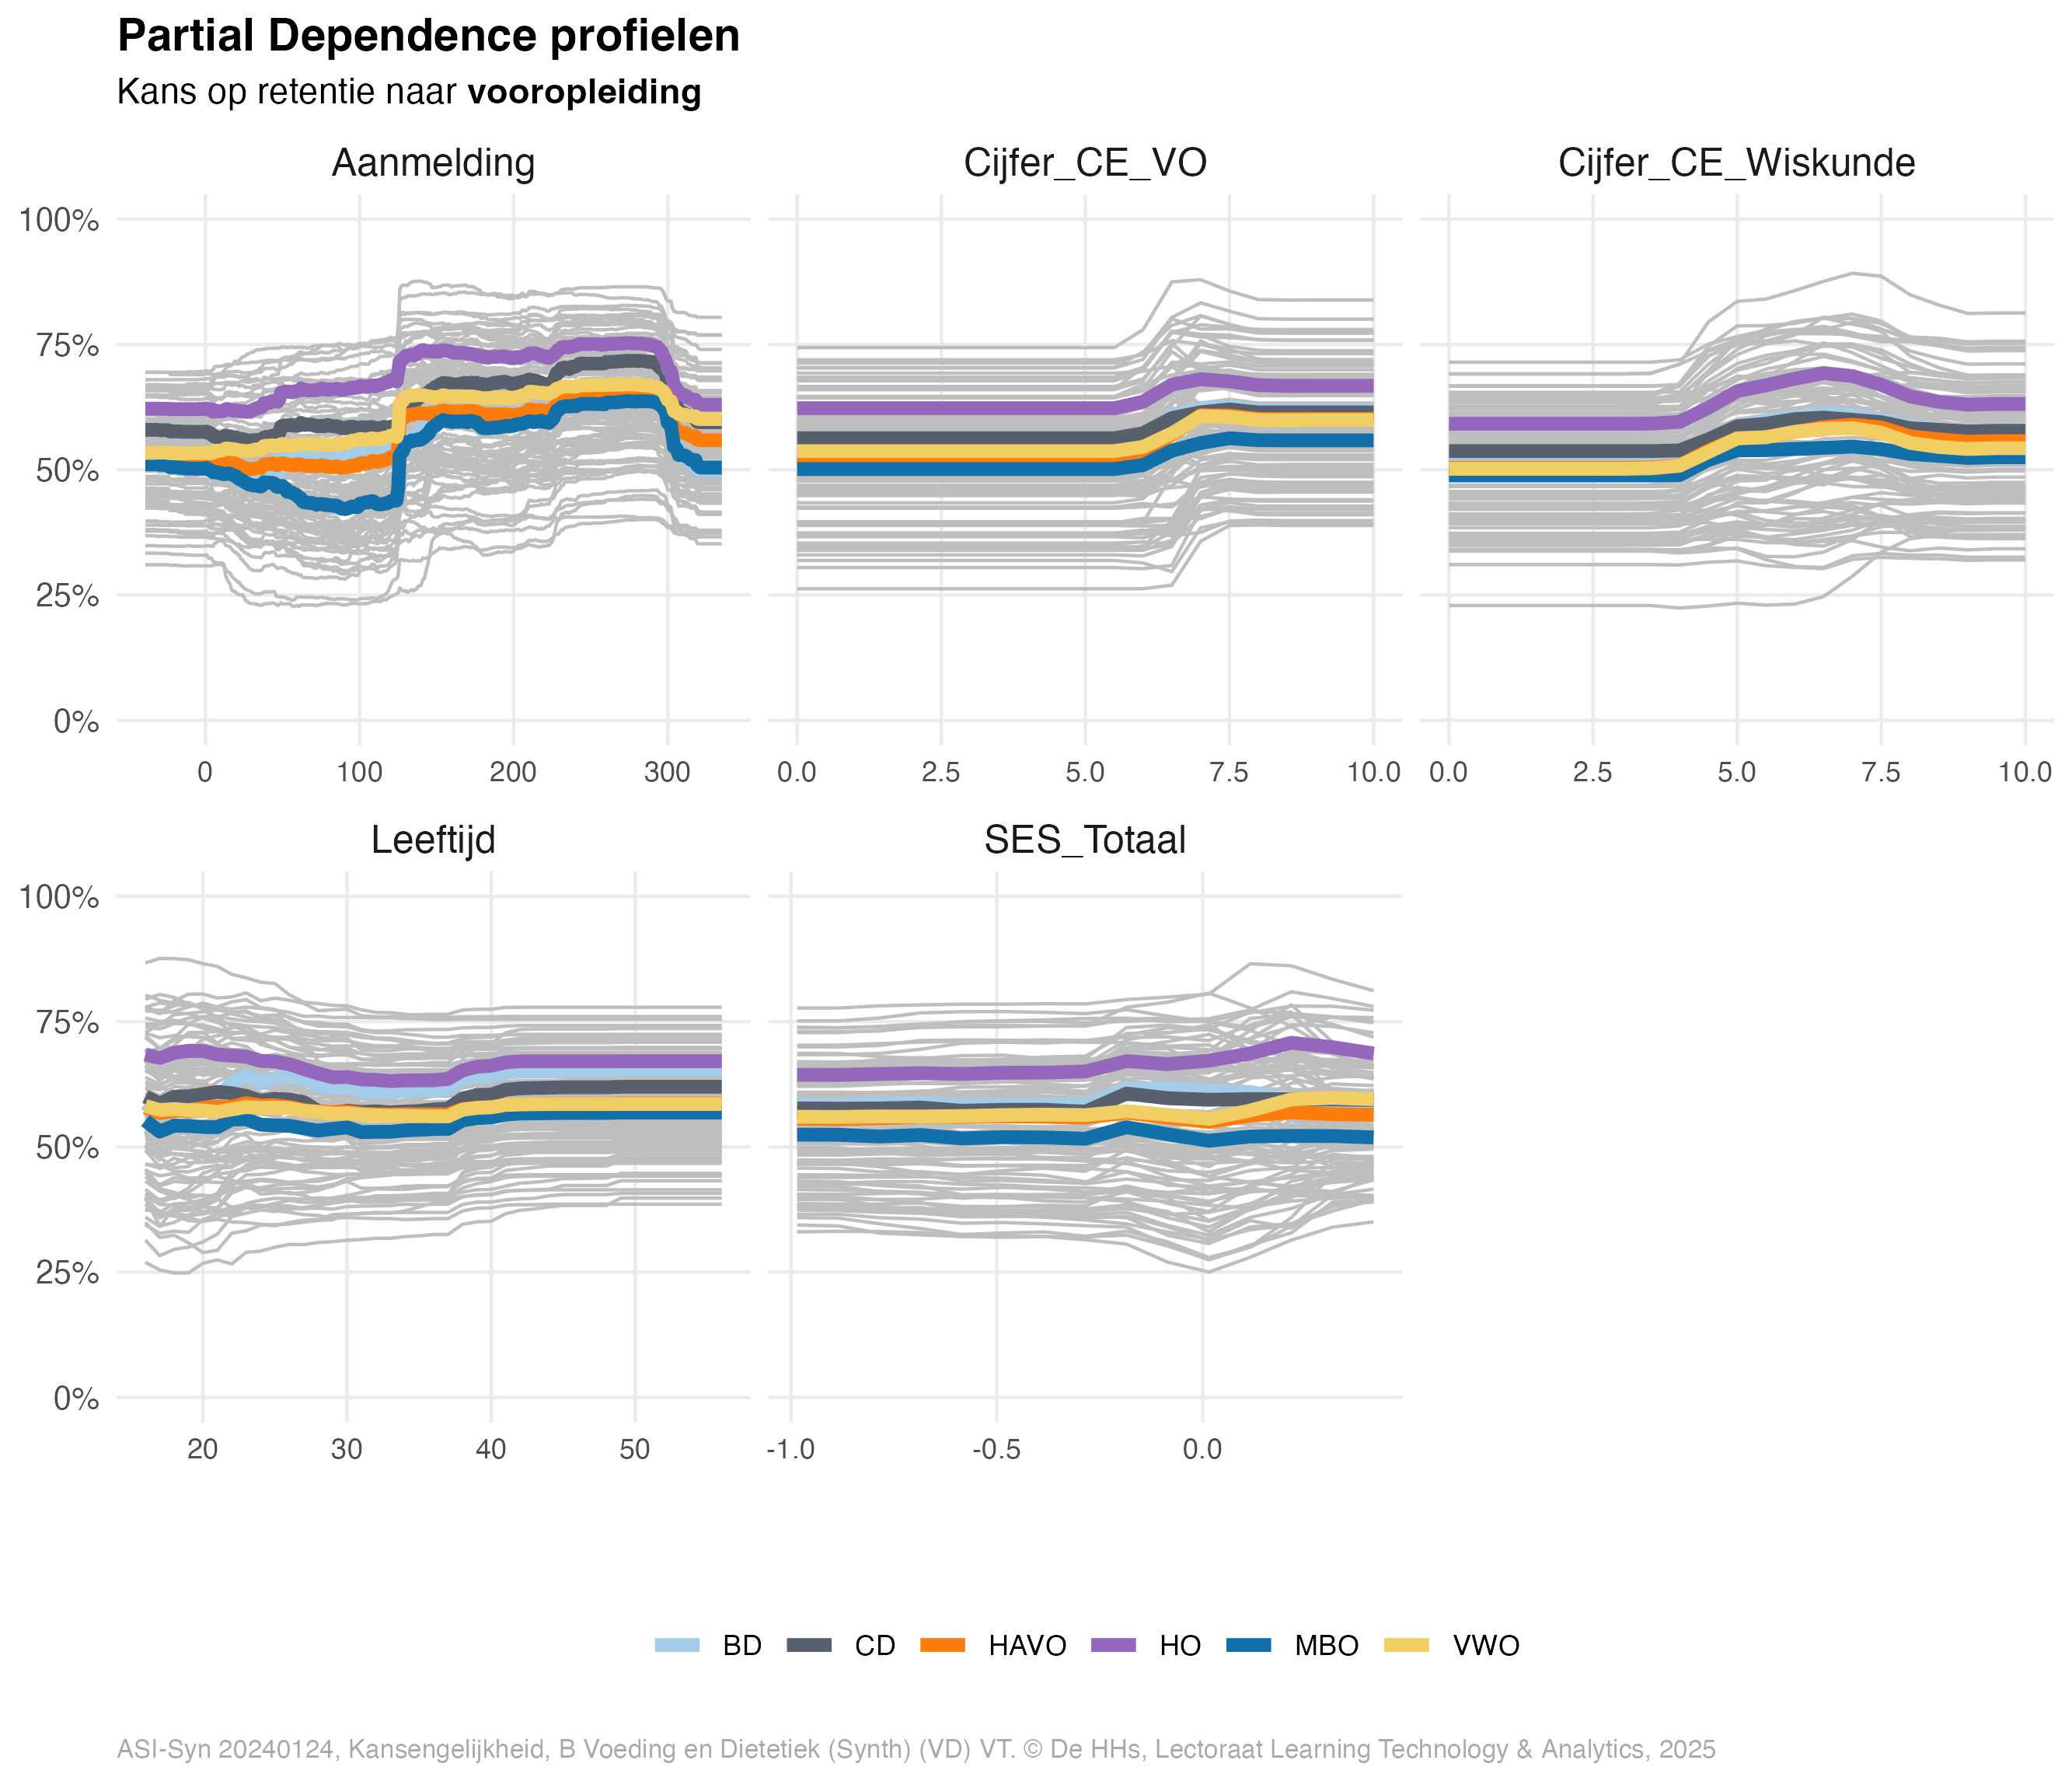 Partial Dependence profielen
Kans op retentie naar vooropleiding
Aanmelding
Cijfer_CE_VO
Cijfer_CE_Wiskunde
100%
75%
50%
25%
0%
0 100 200 300
0.0 2.5 5.0 7.5 10.0
0.0 2.5 5.0 7.5 10.0
Leeftijd
SES_Totaal
100%
75%
50%
25%
0%
20 30 40 50
-1.0 -0.5 0.0
BD CD HAVO HO MBO VWO
ASI-Syn 20240124, Kansengelijkheid, B Voeding en Dietetiek (Synth) (VD) VT. © De HHs, Lectoraat Learning Technology & Analytics, 2025